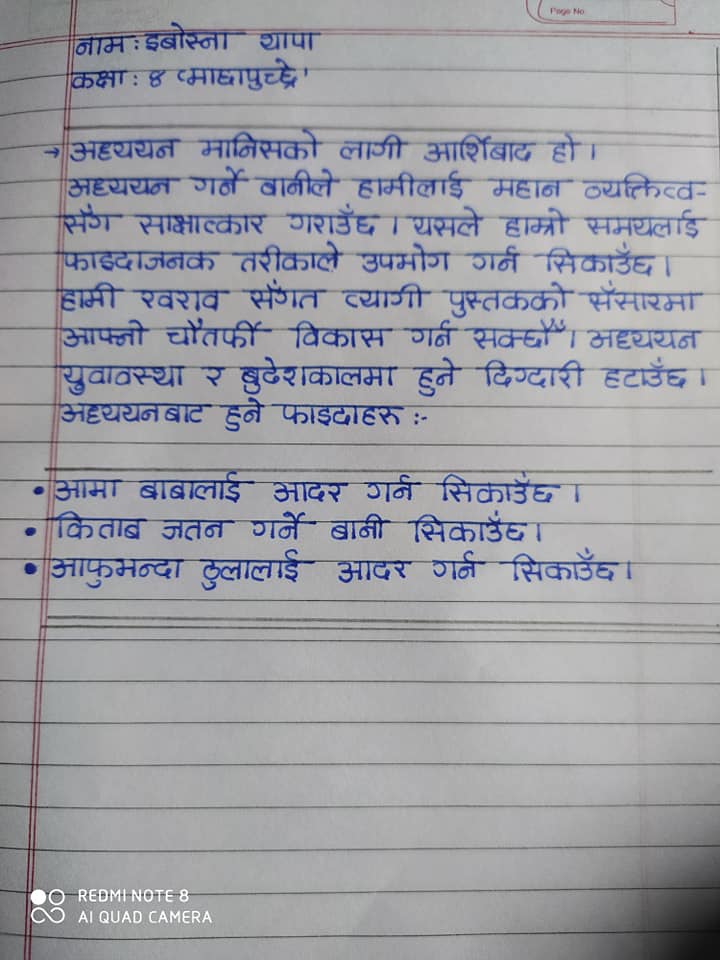 Page No.
नाम : इबोस्ना थापा
कक्षा : ४ 'माछापुच्छ्रे'
→ अध्ययन मानिसको लागी आर्शिबाद हो ।
अध्ययन गर्ने बानीले हामीलाई महान व्यक्तित्व-
सँग साक्षात्कार गराउँछ । यसले हाम्रो समयलाई
फाइदाजनक तरीकाले उपभोग गर्न सिकाउँछ ।
हामी खराव सँगत त्यागी पुस्तकको सँसारमा
आफ्नो चौतर्फी विकास गर्न सक्छौँ । अध्ययन
युवावस्था र बुढेशकालमा हुने दिग्दारी हटाउँछ ।
अध्ययनबाट हुने फाइदाहरू :-
• आमा बाबालाई आदर गर्न सिकाउँछ ।
• किताब जतन गर्ने बानी सिकाउँछ ।
• आफुभन्दा ठुलालाई आदर गर्न सिकाउँछ ।
REDMI NOTE 8
AI QUAD CAMERA